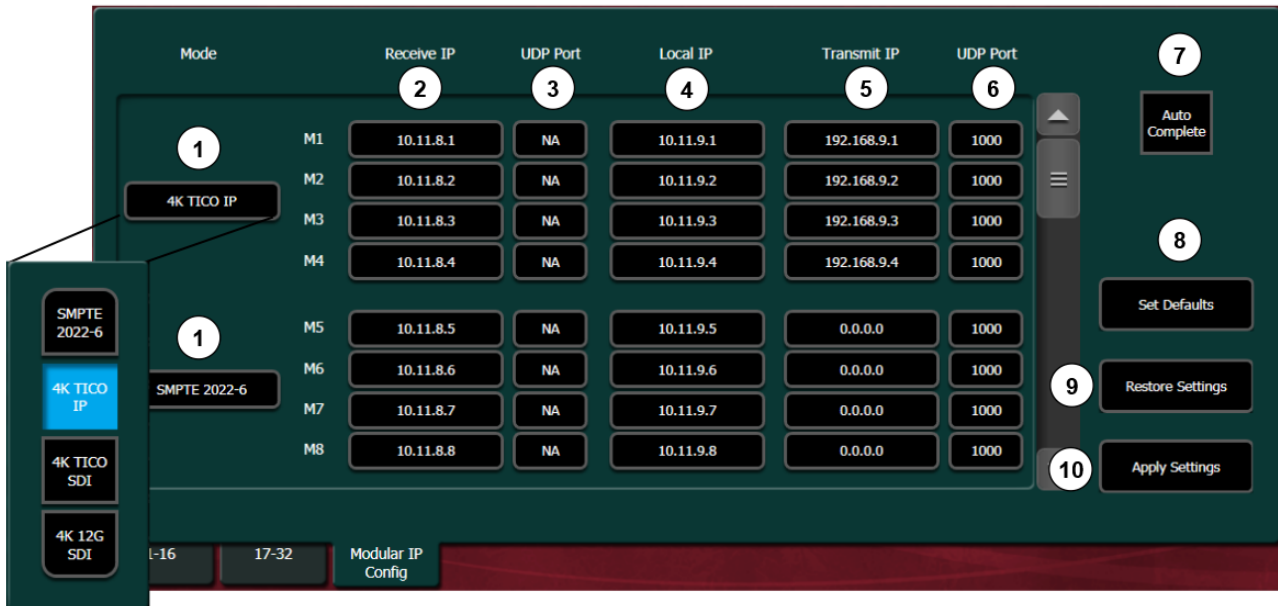 Mode Receive IP UDP Port Local IP Transmit IP UDP Port
7
2 3 4 5 6
Auto
Complete
1
M1 10.11.8.1 NA 10.11.9.1 192.168.9.1 1000
M2 10.11.8.2 NA 10.11.9.2 192.168.9.2 1000
4K TICO IP
M3 10.11.8.3 NA 10.11.9.3 192.168.9.3 1000
8
M4 10.11.8.4 NA 10.11.9.4 192.168.9.4 1000
Set Defaults
SMPTE
2022-6
1
M5 10.11.8.5 NA 10.11.9.5 0.0.0.0 1000
M6 10.11.8.6 NA 10.11.9.6 0.0.0.0 1000
9 Restore Settings
4K TICO
IP
SMPTE 2022-6
M7 10.11.8.7 NA 10.11.9.7 0.0.0.0 1000
M8 10.11.8.8 NA 10.11.9.8 0.0.0.0 1000
10 Apply Settings
4K TICO
SDI
4K 12G
SDI
1-16 17-32 Modular IP
Config